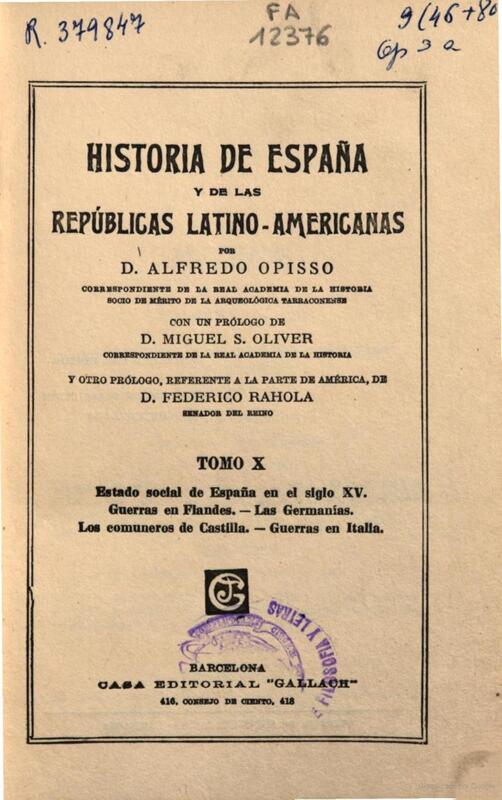 R. 379847
FA
12376
9(46+80
Op 3 a
HISTORIA DE ESPAÑA
Y DE LAS
REPÚBLICAS LATINO-AMERICANAS
POR
D. ALFREDO OPISSO
CORRESPONDIENTE DE LA REAL ACADEMIA DE LA HISTORIA
SOCIO DE MÉRITO DE LA ARQUEOLÓGICA TARRACONENSE
CON UN PRÓLOGO DE
D. MIGUEL S. OLIVER
CORRESPONDIENTE DE LA REAL ACADEMIA DE LA HISTORIA
Y OTRO PRÓLOGO, REFERENTE A LA PARTE DE AMÉRICA, DE
D. FEDERICO RAHOLA
SENADOR DEL REINO
TOMO X
Estado social de España en el siglo XV.
Guerras en Flandes. — Las Germanías.
Los comuneros de Castilla. — Guerras en Italia.
FILOSOFIA Y LETRAS
BARCELONA
CASA EDITORIAL "GALLACH"
416, CONSEJO DE CIENTO, 418